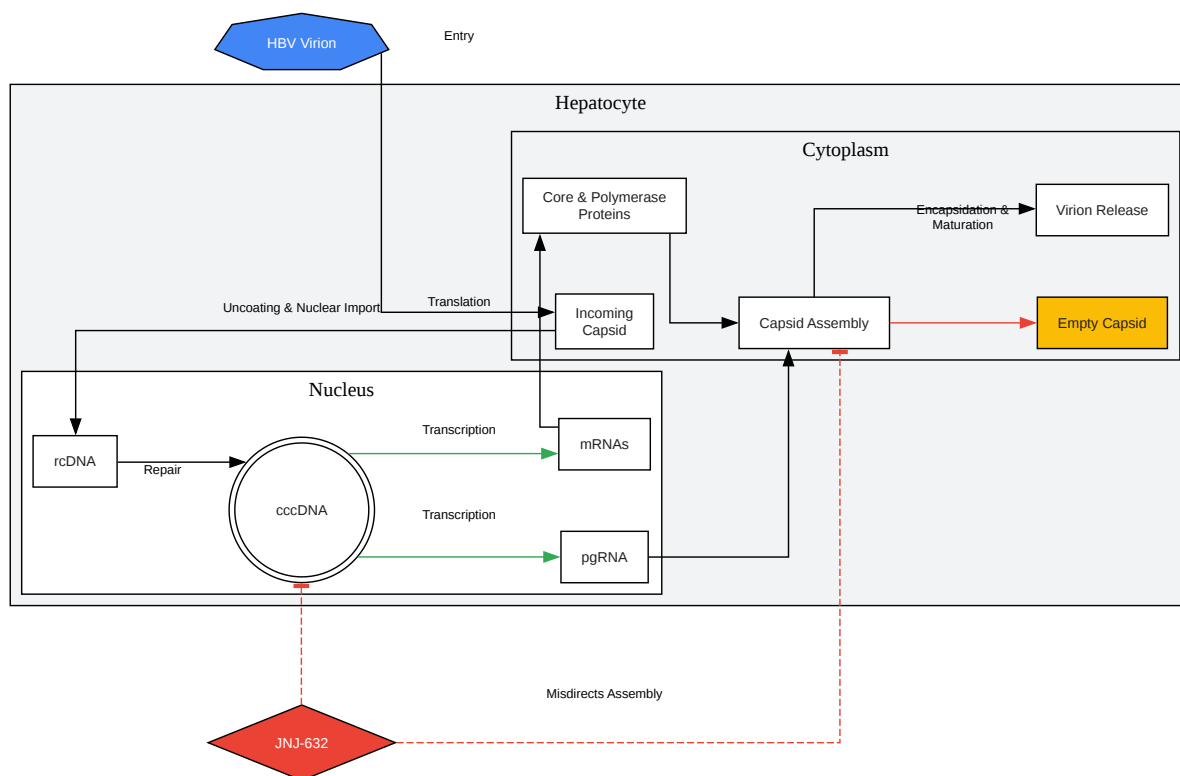 HBV Virion
Entry
Hepatocyte
Cytoplasm
Core & Polymerase
Proteins
Encapsidation &
Maturation
Virion Release
Uncoating & Nuclear Import
Translation
Incoming
Capsid
Capsid Assembly
Empty Capsid
Nucleus
rcDNA
Repair
cccDNA
Transcription
mRNAs
Transcription
pgRNA
Misdirects Assembly
JNJ-632